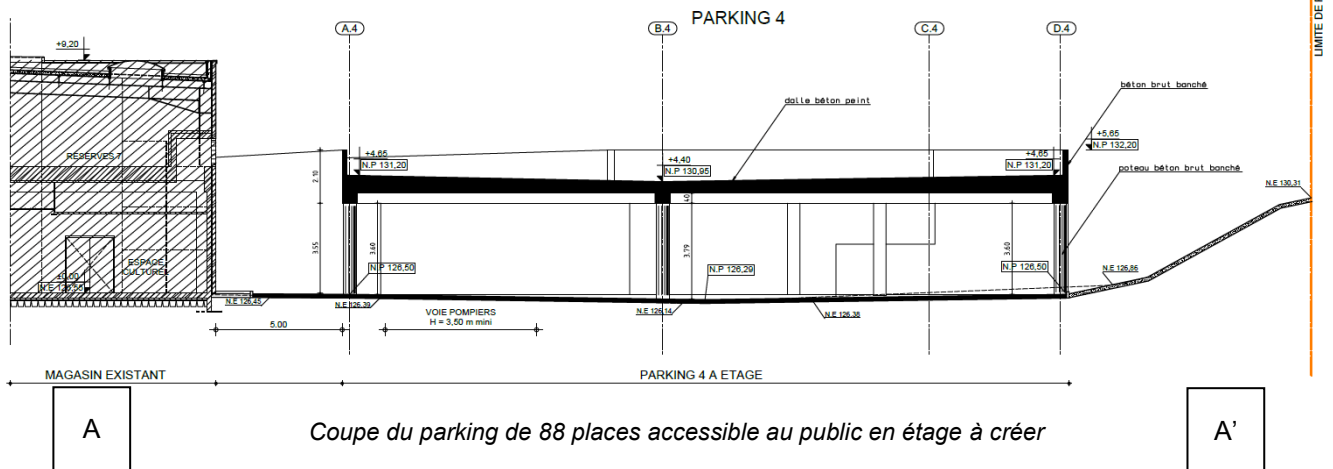 PARKING 4
LIMITE DE
A.4
B.4
C.4
D.4
+9,20
béton brut banché
dalle béton peint
+5,65
N.P 132,20
+4,65
N.P 131,20
+4,40
N.P 130,95
+4,65
N.P 131,20
RESERVES 7
poteau béton brut banché
2.10
40
N.E 130,31
3.55
3.60
3.79
3.60
ESPACE
CULTUREL
±0,00
N.E 126,55
N.P 126,50
N.P 126,29
N.P 126,50
N.E 126,86
N.E 126,45
N.E 126,39
N.E 126,14
N.E 126,38
VOIE POMPIERS
H = 3,50 m mini
5.00
MAGASIN EXISTANT
PARKING 4 A ETAGE
A
Coupe du parking de 88 places accessible au public en étage à créer
A'